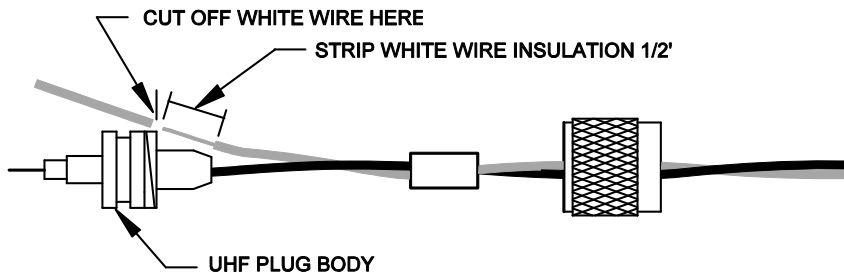 CUT OFF WHITE WIRE HERE
STRIP WHITE WIRE INSULATION 1/2'
UHF PLUG BODY